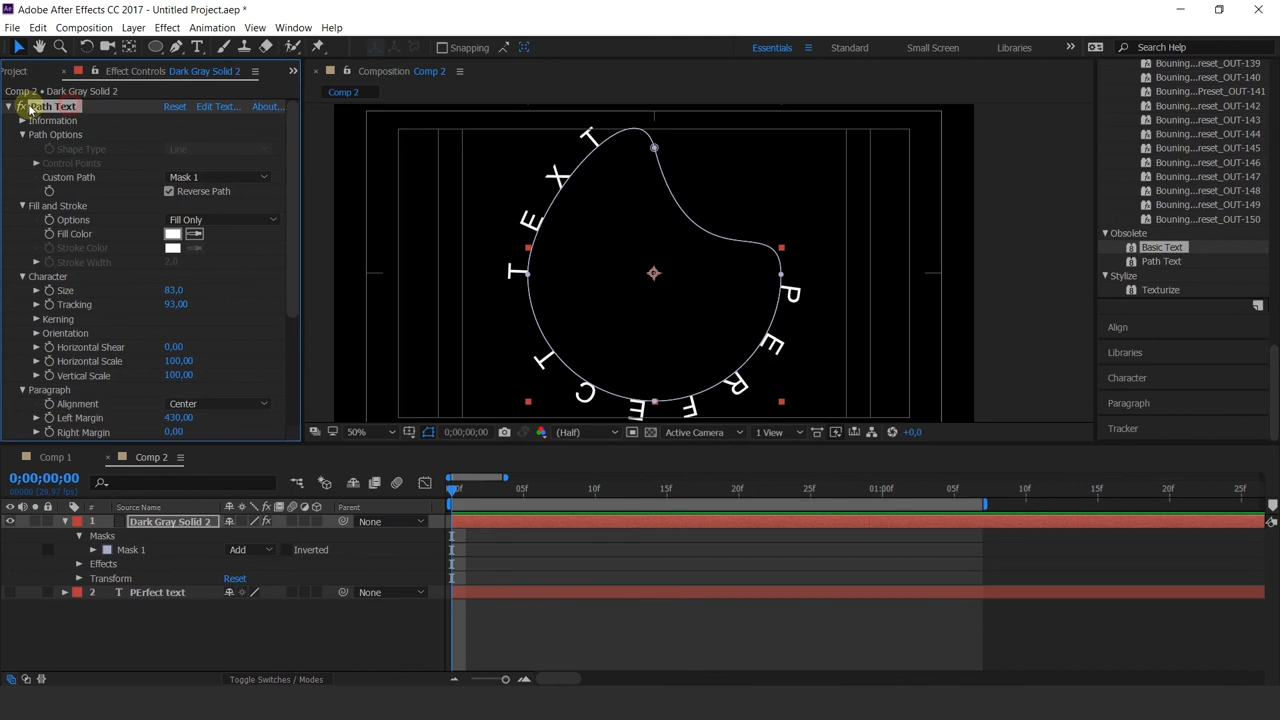 Adobe After Effects CC 2017 - Untitled Project.aep *
File Edit Composition Layer Effect Animation View Window Help
Snapping
Essentials Standard Small Screen Libraries Search Help
Project Effect Controls Dark Gray Solid 2
Composition Comp 2
Comp 2 • Dark Gray Solid 2
Comp 2
fx Path Text Reset Edit Text... About...
Information
Path Options
Shape Type Line
Control Points
Custom Path Mask 1
Reverse Path
Fill and Stroke
Options Fill Only
Fill Color
Stroke Color
Stroke Width 2,0
Character
Size 83,0
Tracking 93,00
Kerning
Orientation
Horizontal Shear 0,00
Horizontal Scale 100,00
Vertical Scale 100,00
Paragraph
Alignment Center
Left Margin 430,00
Right Margin 0,00
PERFECT TEXT
50% 0;00;00;00 (Half) Active Camera 1 View +0,0
Bouning...reset_OUT-139
Bouning...reset_OUT-140
Bouning...Preset_OUT-141
Bouning...reset_OUT-142
Bouning...reset_OUT-143
Bouning...reset_OUT-144
Bouning...reset_OUT-145
Bouning...reset_OUT-146
Bouning...reset_OUT-147
Bouning...reset_OUT-148
Bouning...reset_OUT-149
Bouning...reset_OUT-150
Obsolete
Basic Text
Path Text
Stylize
Texturize
Align
Libraries
Character
Paragraph
Tracker
Comp 1 Comp 2
0;00;00;00
00000 (29.97 fps)
:00f 05f 10f 15f 20f 25f 01:00f 05f 10f 15f 20f 25f
# Source Name Parent
1 Dark Gray Solid 2 None
Masks
Mask 1 Add Inverted
Effects
Transform Reset
2 T PErfect text None
Toggle Switches / Modes